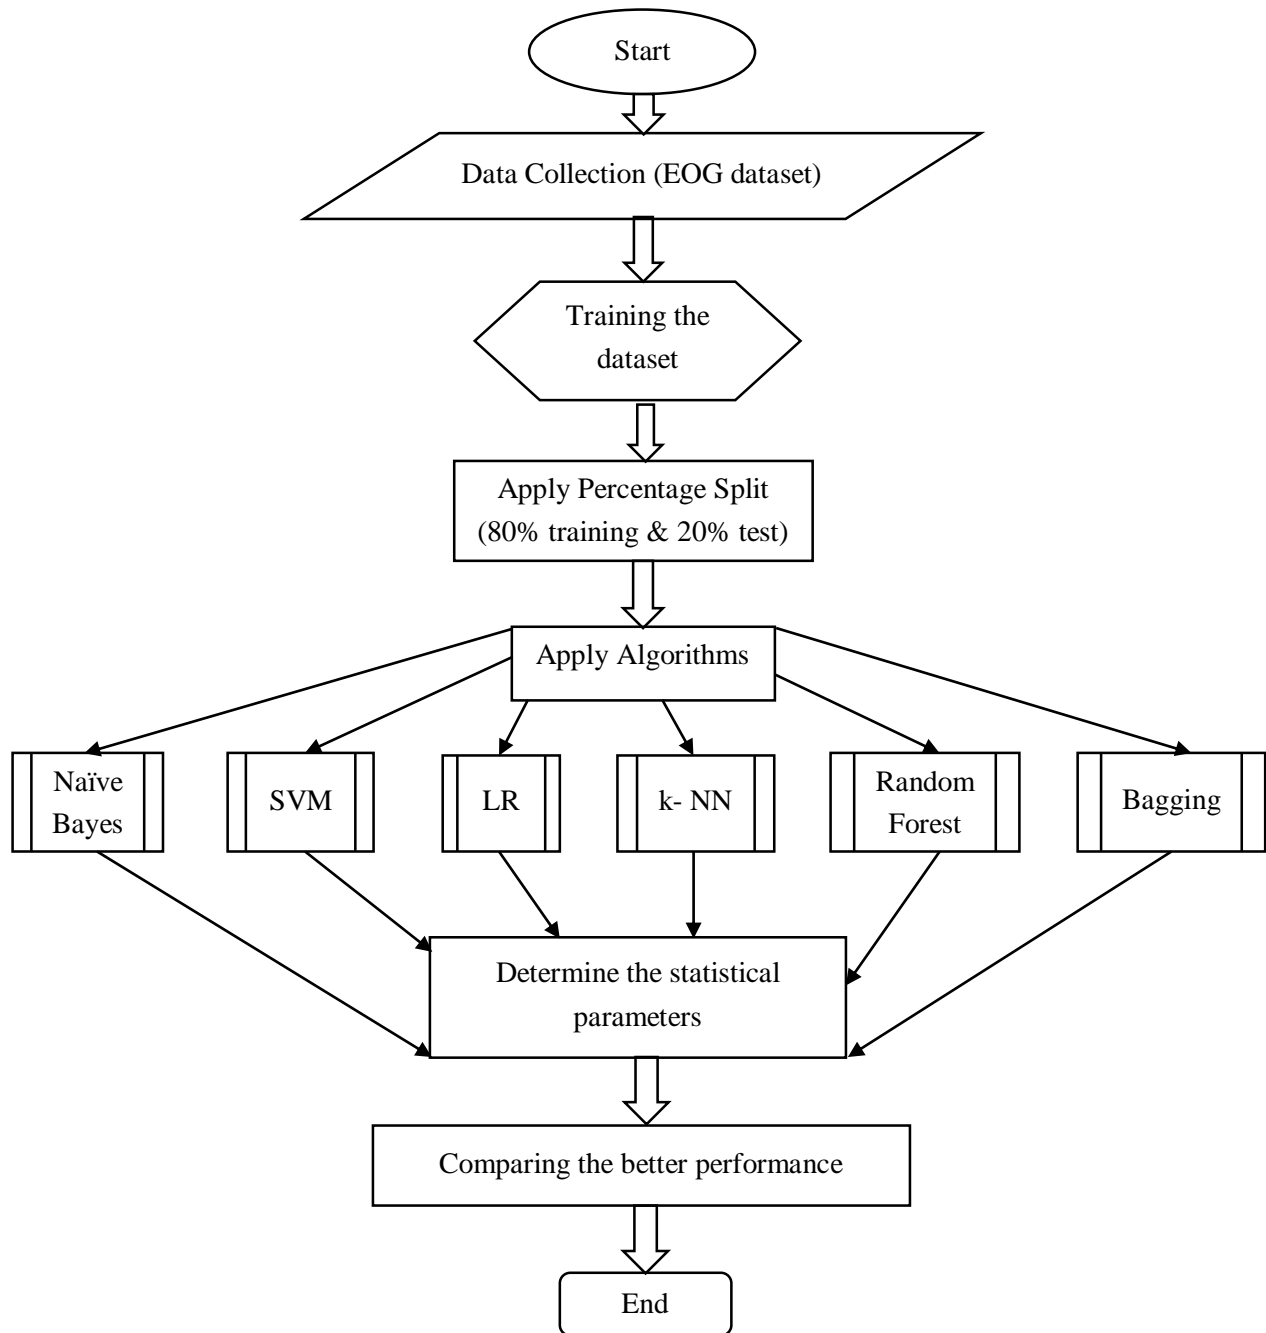 Start
Data Collection (EOG dataset)
Training the
dataset
Apply Percentage Split
(80% training & 20% test)
Apply Algorithms
Naïve
Bayes
SVM
LR
k- NN
Random
Forest
Bagging
Determine the statistical
parameters
Comparing the better performance
End